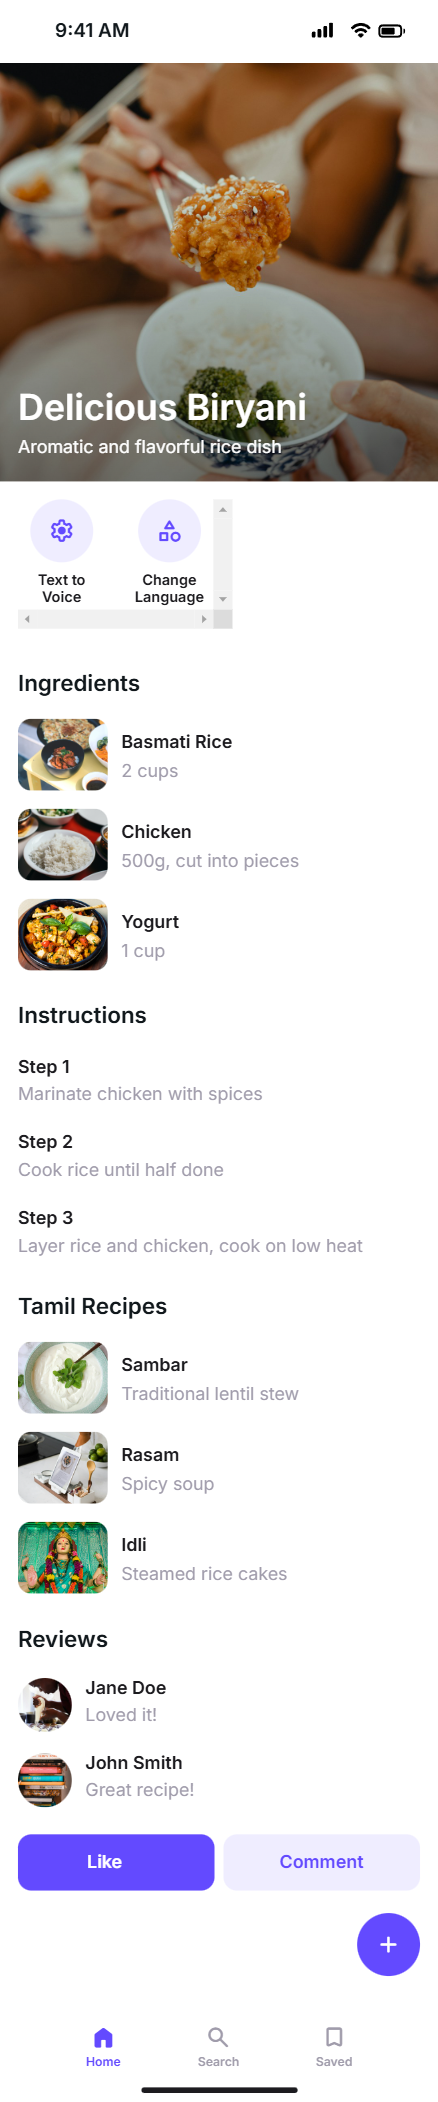 9:41 AM
Delicious Biryani
Aromatic and flavorful rice dish
Text to
Voice
Change
Language
Ingredients
Basmati Rice
2 cups
Chicken
500g, cut into pieces
Yogurt
1 cup
Instructions
Step 1
Marinate chicken with spices
Step 2
Cook rice until half done
Step 3
Layer rice and chicken, cook on low heat
Tamil Recipes
Sambar
Traditional lentil stew
Rasam
Spicy soup
Idli
Steamed rice cakes
Reviews
Jane Doe
Loved it!
John Smith
Great recipe!
Like
Comment
Home
Search
Saved